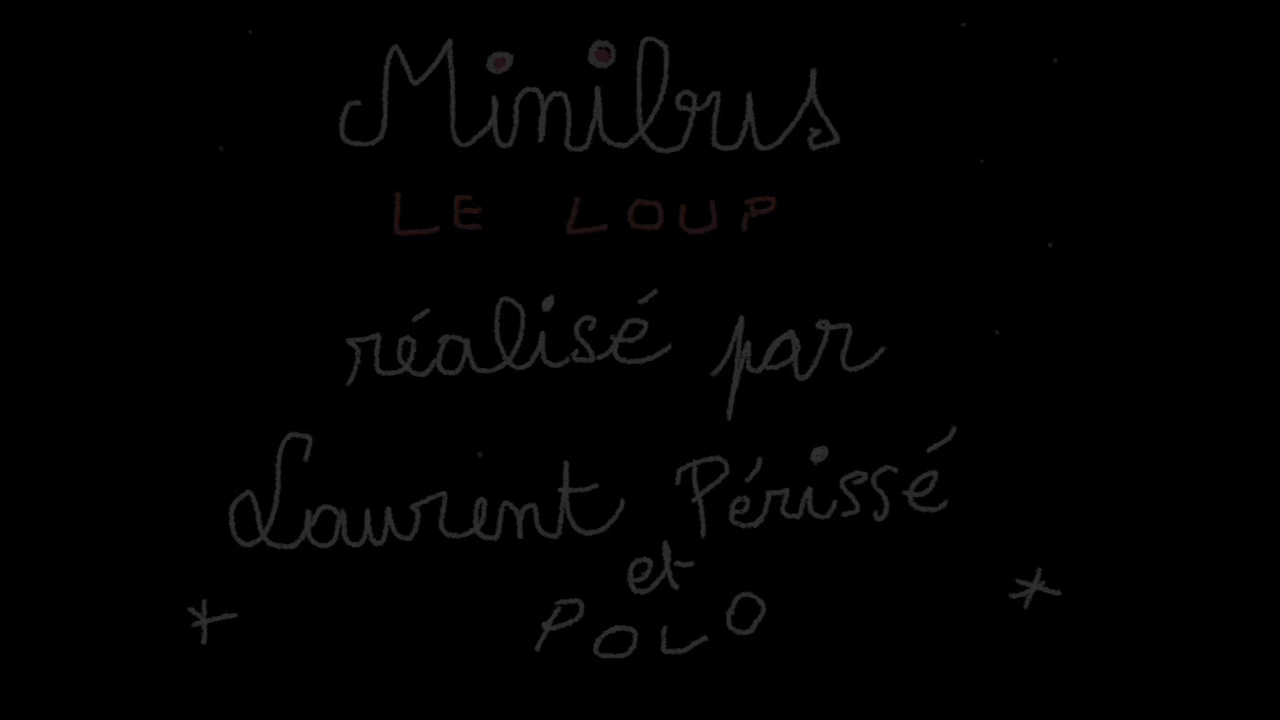 Minibus
LE LOUP
réalisé par
Laurent Périssé
et
POLO